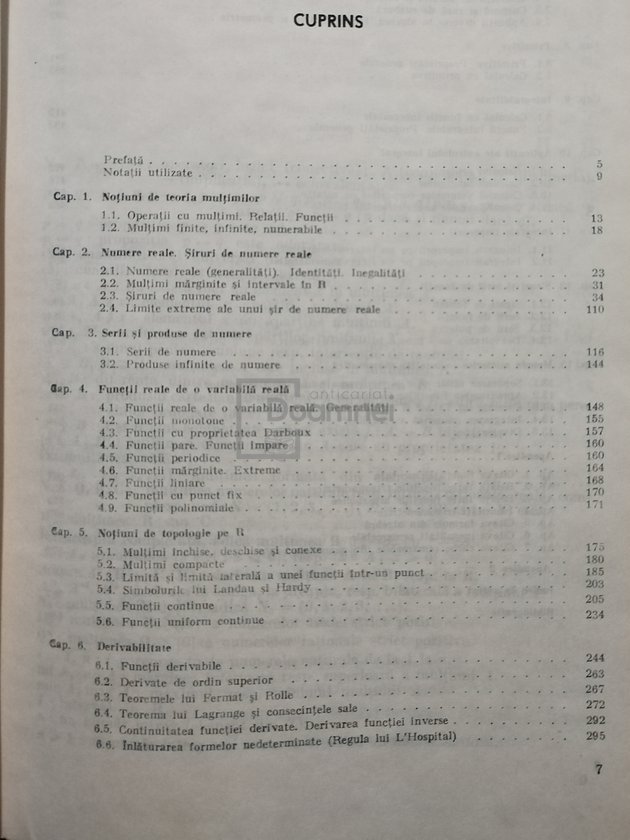 CUPRINS
Prefață . . . 5
Notații utilizate . . . 9
Cap. 1. Noțiuni de teoria mulțimilor
1.1. Operații cu mulțimi. Relații. Funcții . . . 13
1.2. Mulțimi finite, infinite, numerabile . . . 18
Cap. 2. Numere reale. Șiruri de numere reale
2.1. Numere reale (generalități). Identități. Inegalități . . . 23
2.2. Mulțimi mărginite și intervale în R . . . 31
2.3. Șiruri de numere reale . . . 34
2.4. Limite extreme ale unui șir de numere reale . . . 110
Cap. 3. Serii și produse de numere
3.1. Serii de numere . . . 116
3.2. Produse infinite de numere . . . 144
Cap. 4. Funcții reale de o variabilă reală
anticariat
Doamnei
4.1. Funcții reale de o variabilă reală. Generalități . . . 148
4.2. Funcții monotone . . . 155
4.3. Funcții cu proprietatea Darboux . . . 157
4.4. Funcții pare. Funcții impare . . . 160
4.5. Funcții periodice . . . 160
4.6. Funcții mărginite. Extreme . . . 164
4.7. Funcții liniare . . . 168
4.8. Funcții cu punct fix . . . 170
4.9. Funcții polinomiale . . . 171
Cap. 5. Noțiuni de topologie pe R
5.1. Mulțimi închise, deschise și conexe . . . 175
5.2. Mulțimi compacte . . . 180
5.3. Limită și limită laterală a unei funcții într-un punct . . . 185
5.4. Simbolurile lui Landau și Hardy . . . 203
5.5. Funcții continue . . . 205
5.6. Funcții uniform continue . . . 234
Cap. 6. Derivabilitate
6.1. Funcții derivabile . . . 244
6.2. Derivate de ordin superior . . . 263
6.3. Teoremele lui Fermat și Rolle . . . 267
6.4. Teorema lui Lagrange și consecințele sale . . . 272
6.5. Continuitatea funcției derivate. Derivarea funcției inverse . . . 292
6.6. Înlăturarea formelor nedeterminate (Regula lui L'Hospital) . . . 295
7